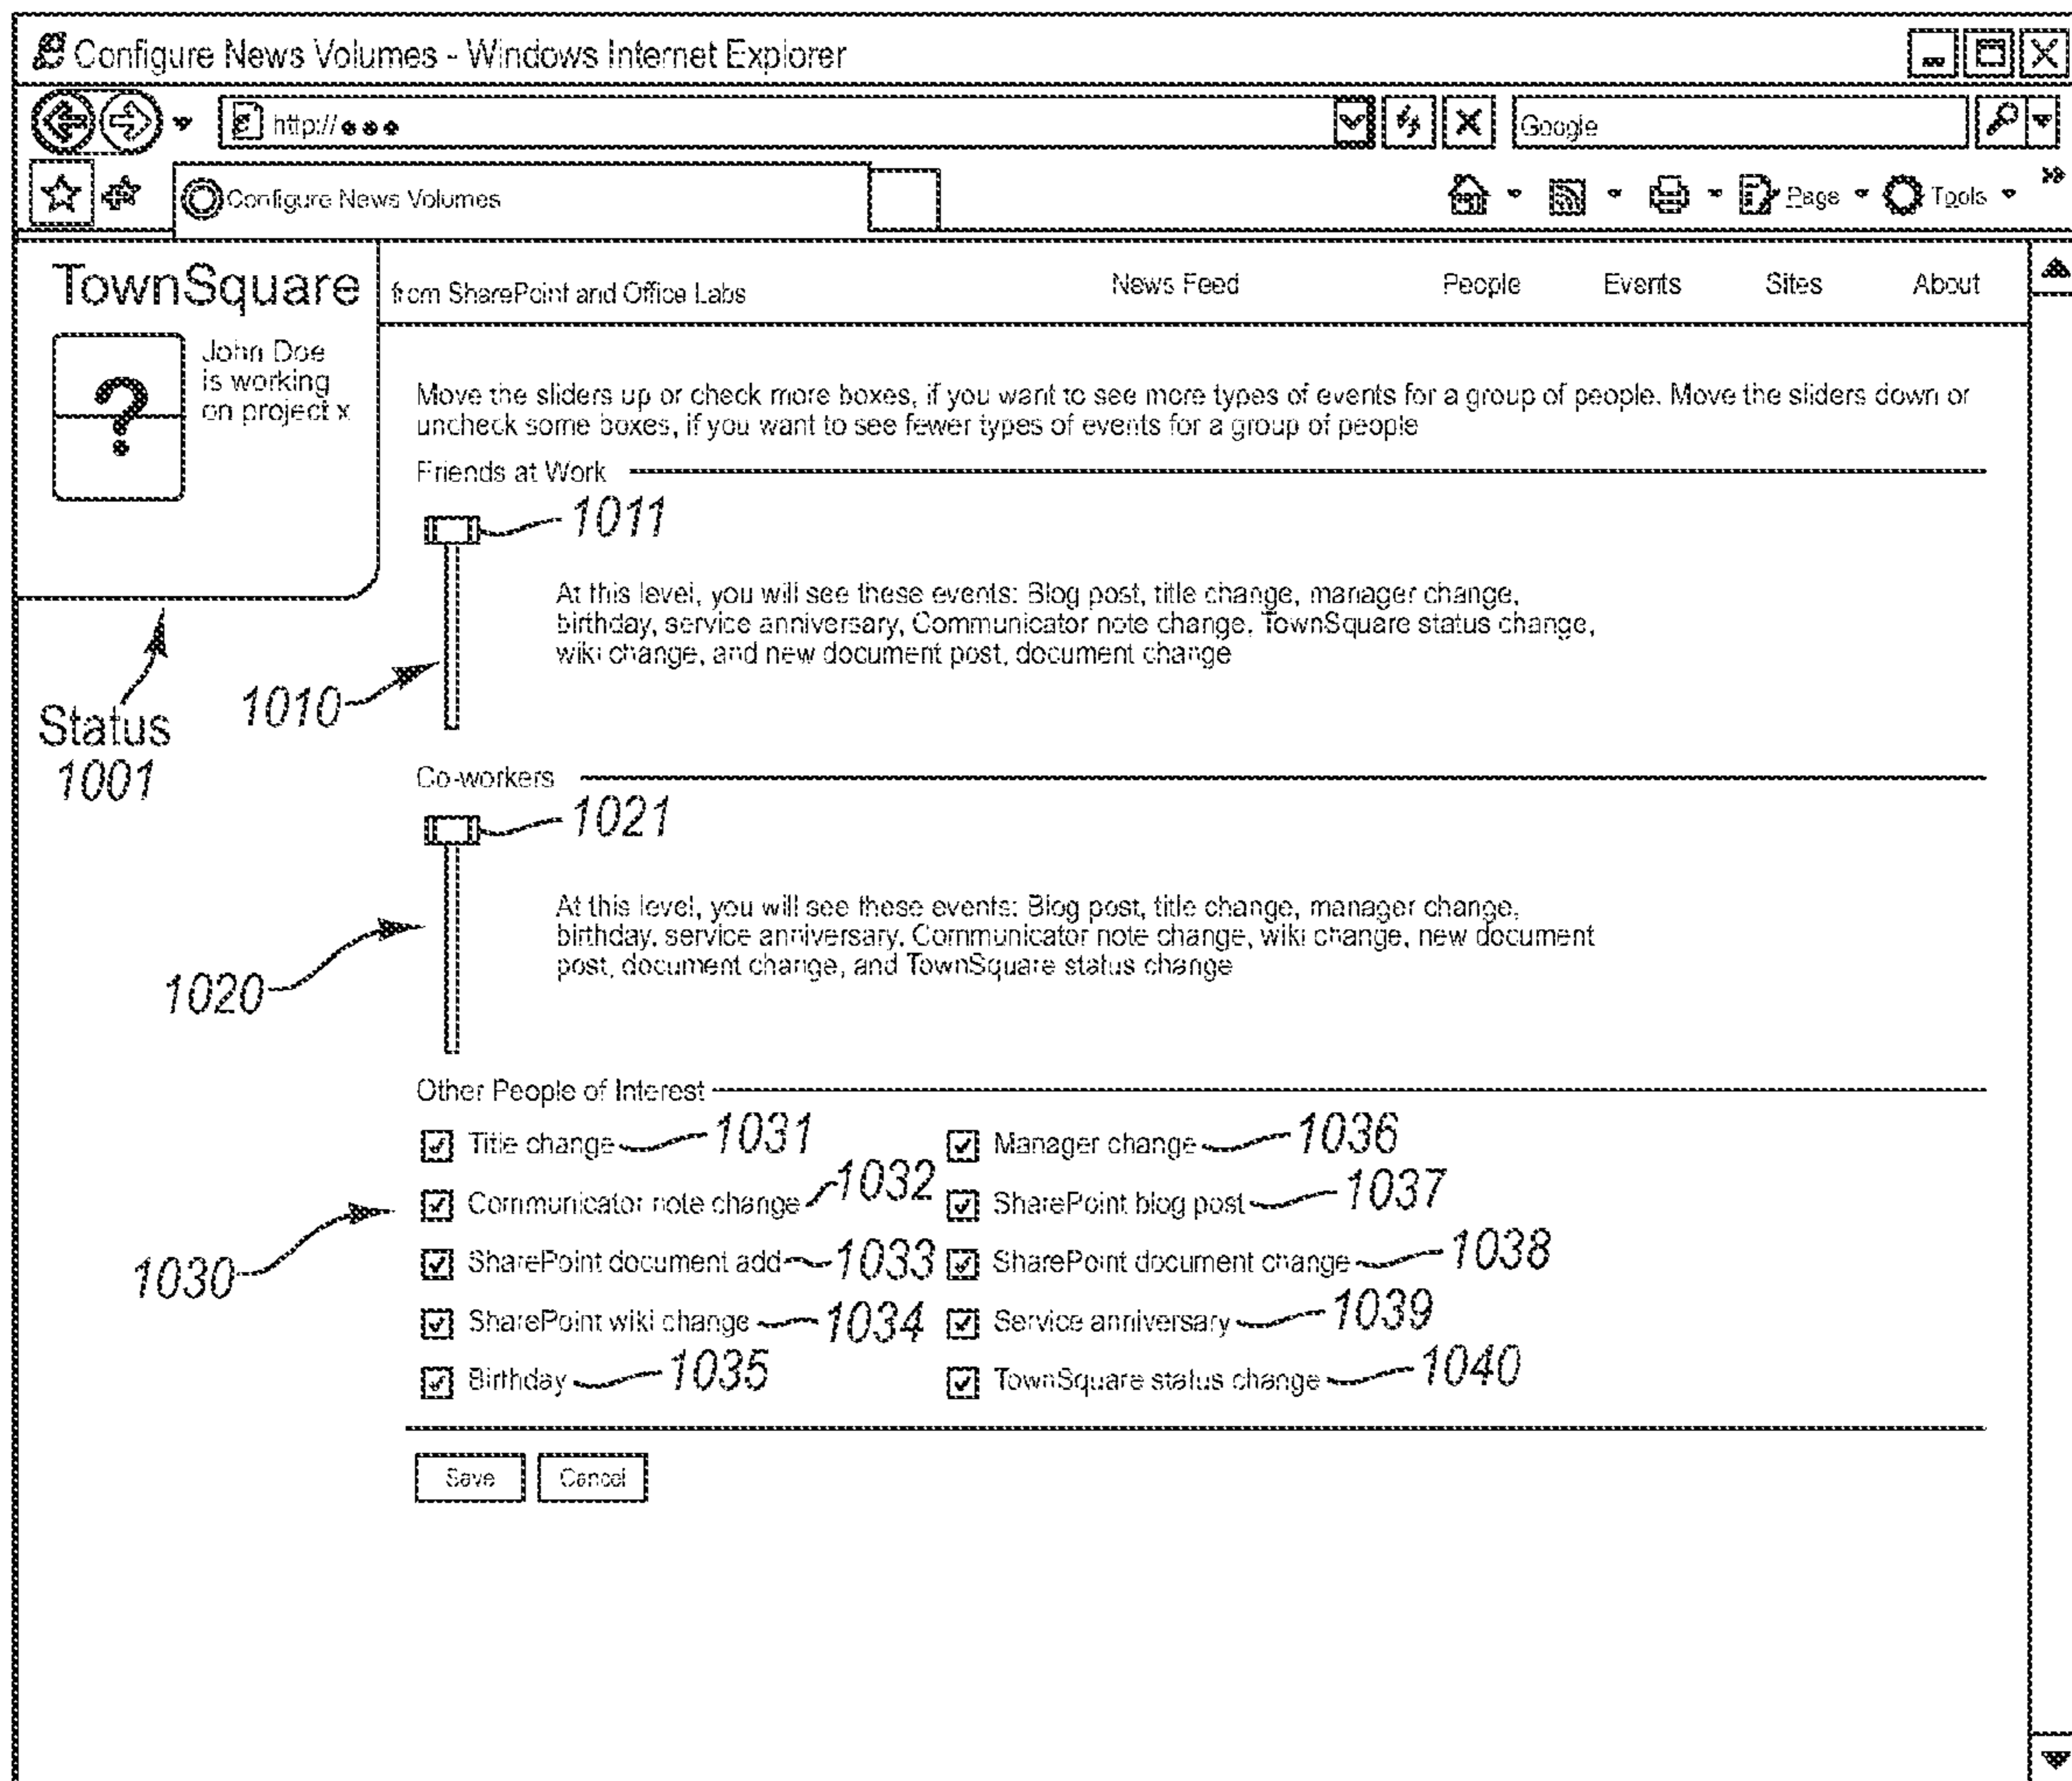 Configure News Volumes - Windows Internet Explorer
http://
Google
Configure News Volumes
Page
Tools
TownSquare
from SharePoint and Office Labs
News Feed
People
Events
Sites
About
?
John Doe
is working
on project x
Status
1001
Move the sliders up or check more boxes, if you want to see more types of events for a group of people. Move the sliders down or
uncheck some boxes, if you want to see fewer types of events for a group of people
Friends at Work
1011
At this level, you will see these events: Blog post, title change, manager change,
birthday, service anniversary, Communicator note change, TownSquare status change,
wiki change, and new document post, document change
1010
Co-workers
1021
At this level, you will see these events: Blog post, title change, manager change,
birthday, service anniversary, Communicator note change, wiki change, new document
post, document change, and TownSquare status change
1020
Other People of Interest
1030
Title change 1031
Manager change 1036
Communicator note change 1032
SharePoint blog post 1037
SharePoint document add 1033
SharePoint document change 1038
SharePoint wiki change 1034
Service anniversary 1039
Birthday 1035
TownSquare status change 1040
Save
Cancel